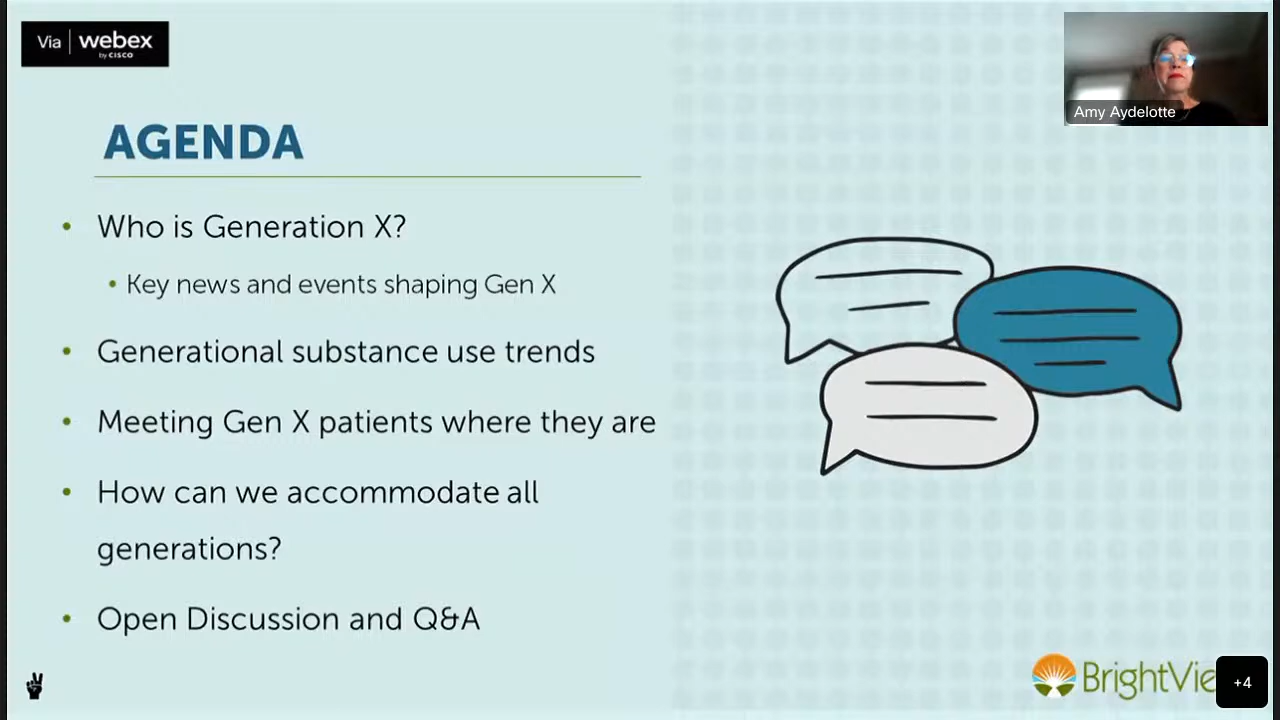 Via webex
by CISCO
Amy Aydelotte
AGENDA
• Who is Generation X?
• Key news and events shaping Gen X
• Generational substance use trends
• Meeting Gen X patients where they are
• How can we accommodate all
generations?
• Open Discussion and Q&A
BrightVie
+4